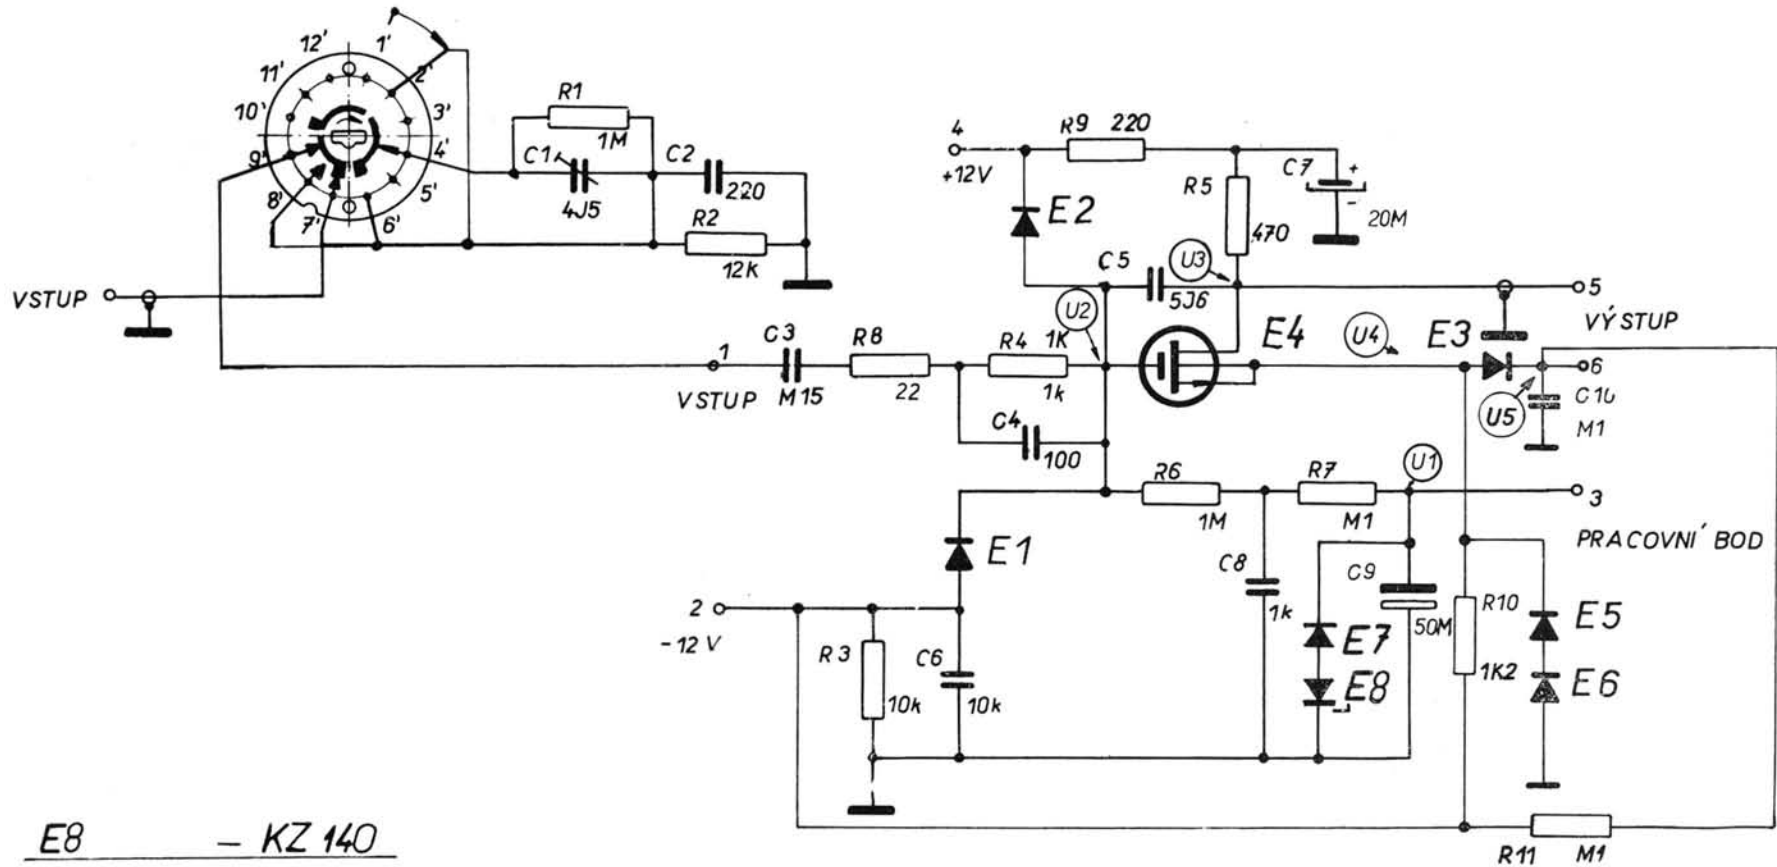 12'
1'
11'
2'
10'
3'
9'
4'
8'
5'
7'
6'
R1
1M
C1
4J5
C2
220
R2
12K
VSTUP
4
+12V
R9 220
E2
R5
470
C7
+
-
20M
C5
5J6
U3
5
VÝSTUP
U2
C3
M15
1
VSTUP
R8
22
R4
1K
1k
E4
U4
E3
6
U5
C10
M1
C4
100
R6
1M
R7
M1
U1
3
PRACOVNÍ BOD
E1
2
-12 V
R3
10k
C6
10k
C8
1k
C9
50M
E7
E8
R10
1K2
E5
E6
R11
M1
E8 - KZ 140